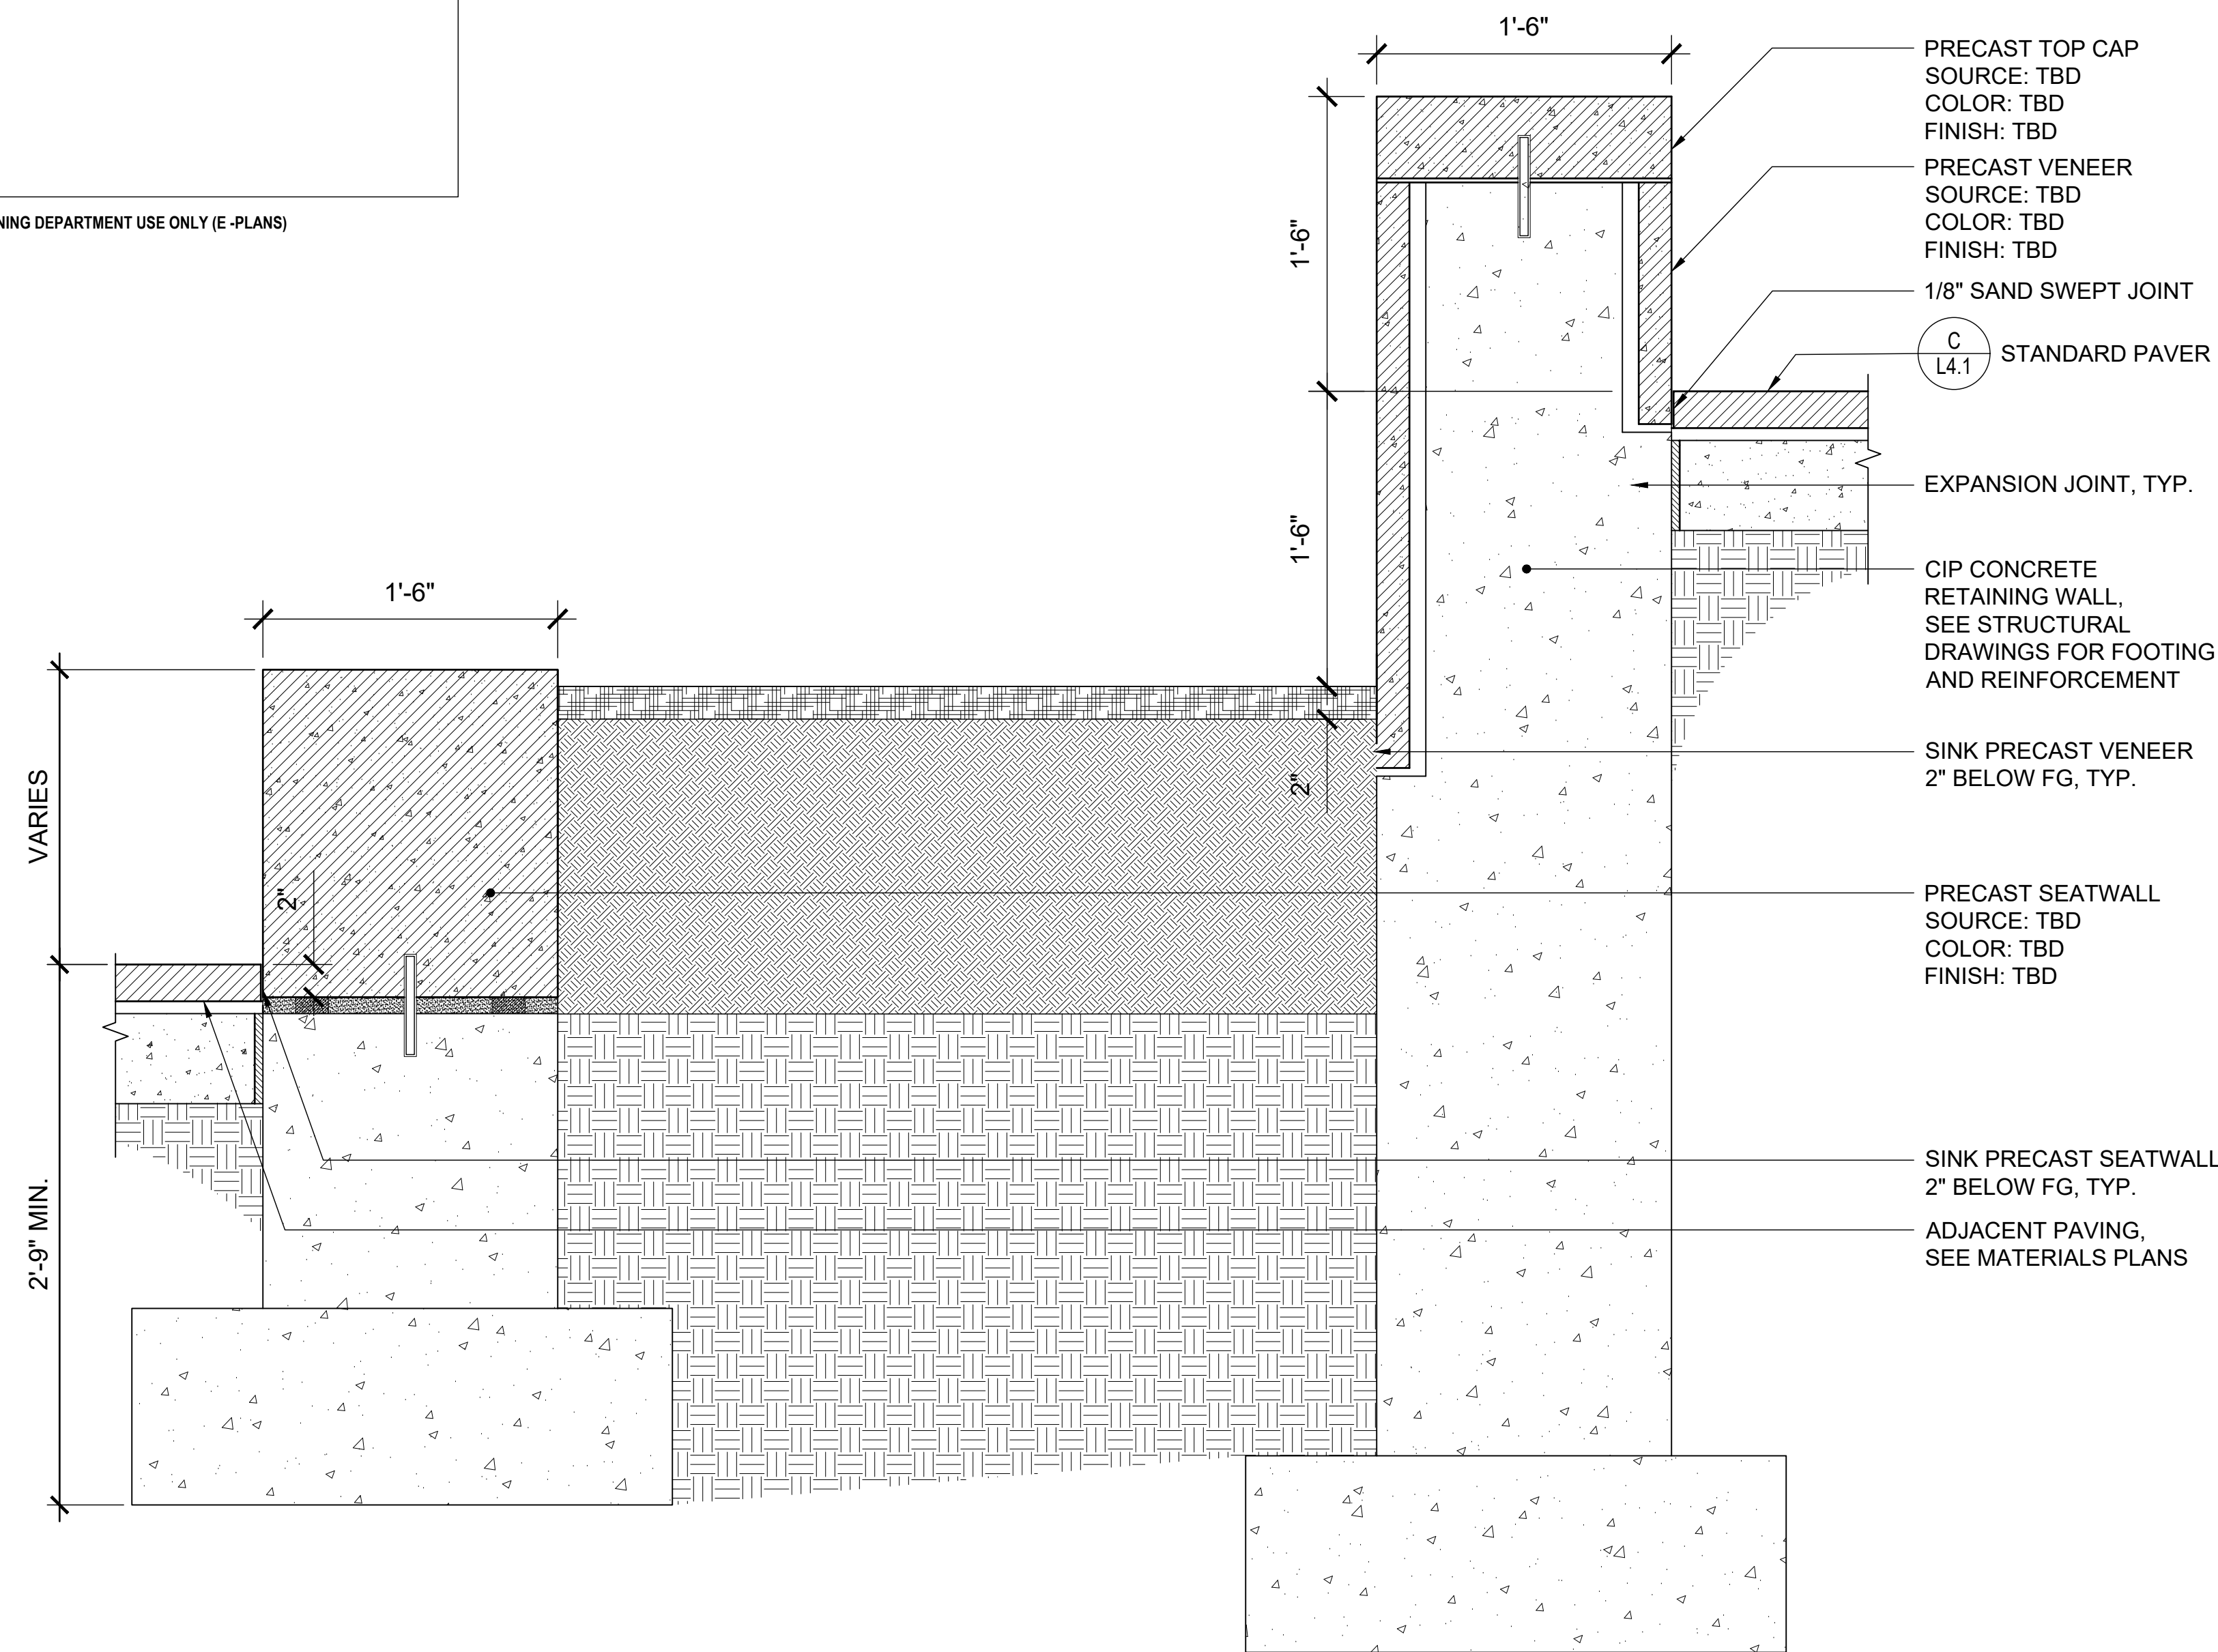 NING DEPARTMENT USE ONLY (E -PLANS)
1'-6"
1'-6"
1'-6"
2"
1'-6"
VARIES
2"
2'-9" MIN.
PRECAST TOP CAP
SOURCE: TBD
COLOR: TBD
FINISH: TBD
PRECAST VENEER
SOURCE: TBD
COLOR: TBD
FINISH: TBD
1/8" SAND SWEPT JOINT
C
L4.1
STANDARD PAVER
EXPANSION JOINT, TYP.
CIP CONCRETE
RETAINING WALL,
SEE STRUCTURAL
DRAWINGS FOR FOOTING
AND REINFORCEMENT
SINK PRECAST VENEER
2" BELOW FG, TYP.
PRECAST SEATWALL
SOURCE: TBD
COLOR: TBD
FINISH: TBD
SINK PRECAST SEATWALL
2" BELOW FG, TYP.
ADJACENT PAVING,
SEE MATERIALS PLANS